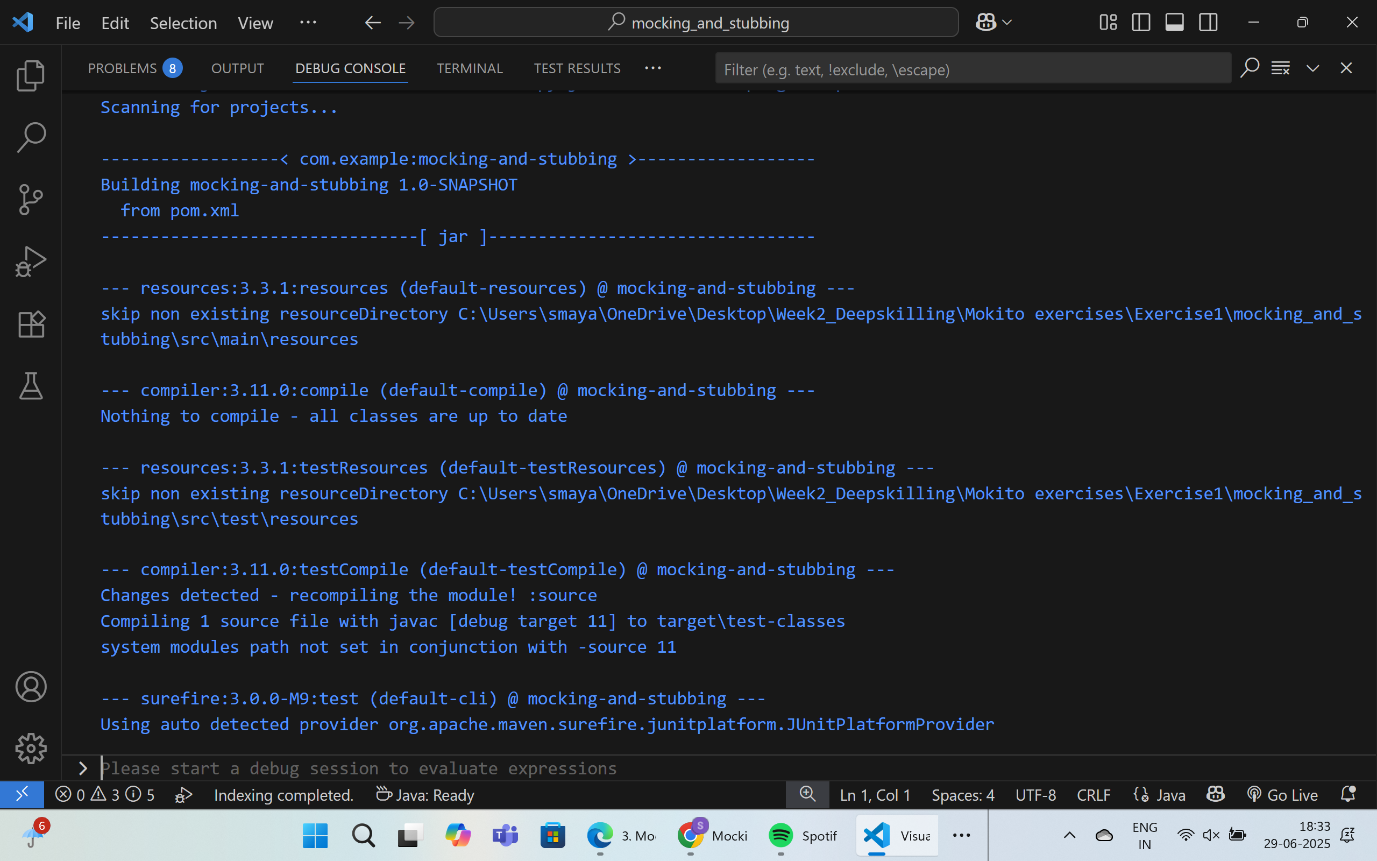 File Edit Selection View ··· mocking_and_stubbing
PROBLEMS 8 OUTPUT DEBUG CONSOLE TERMINAL TEST RESULTS ··· Filter (e.g. text, !exclude, \escape)
Scanning for projects...
------------------< com.example:mocking-and-stubbing >------------------
Building mocking-and-stubbing 1.0-SNAPSHOT
from pom.xml
--------------------------------[ jar ]---------------------------------
--- resources:3.3.1:resources (default-resources) @ mocking-and-stubbing ---
skip non existing resourceDirectory C:\Users\smaya\OneDrive\Desktop\Week2_Deepskilling\Mokito exercises\Exercise1\mocking_and_s
tubbing\src\main\resources
--- compiler:3.11.0:compile (default-compile) @ mocking-and-stubbing ---
Nothing to compile - all classes are up to date
--- resources:3.3.1:testResources (default-testResources) @ mocking-and-stubbing ---
skip non existing resourceDirectory C:\Users\smaya\OneDrive\Desktop\Week2_Deepskilling\Mokito exercises\Exercise1\mocking_and_s
tubbing\src\test\resources
--- compiler:3.11.0:testCompile (default-testCompile) @ mocking-and-stubbing ---
Changes detected - recompiling the module! :source
Compiling 1 source file with javac [debug target 11] to target\test-classes
system modules path not set in conjunction with -source 11
--- surefire:3.0.0-M9:test (default-cli) @ mocking-and-stubbing ---
Using auto detected provider org.apache.maven.surefire.junitplatform.JUnitPlatformProvider
Please start a debug session to evaluate expressions
0 3 5 Indexing completed. Java: Ready Ln 1, Col 1 Spaces: 4 UTF-8 CRLF Java Go Live
6 3. Mo S Mocki Spotif Visua ··· ENG 18:33
IN 29-06-2025